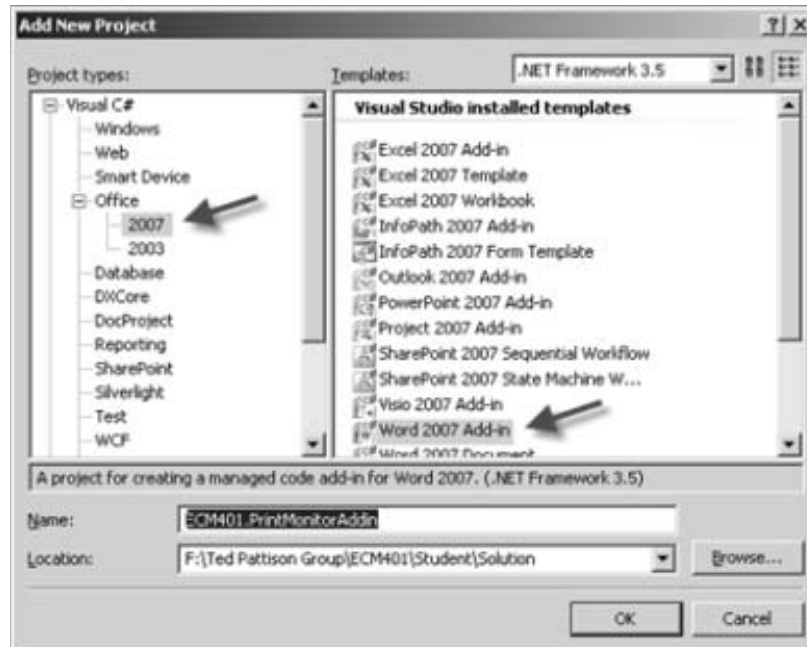 Add New Project
Project types:
Templates:
.NET Framework 3.5
Visual C#
Windows
Web
Smart Device
Office
2007
2003
Database
DXCore
DocProject
Reporting
SharePoint
Silverlight
Test
WCF
Visual Studio installed templates
Excel 2007 Add-in
Excel 2007 Template
Excel 2007 Workbook
InfoPath 2007 Add-in
InfoPath 2007 Form Template
Outlook 2007 Add-in
PowerPoint 2007 Add-in
Project 2007 Add-in
SharePoint 2007 Sequential Workflow
SharePoint 2007 State Machine W...
Visio 2007 Add-in
Word 2007 Add-in
Word 2007 Document
A project for creating a managed code add-in for Word 2007. (.NET Framework 3.5)
Name:
ECM401.PrintMonitorAddin
Location:
F:\Ted Pattison Group\ECM401\Student\Solution
Browse...
OK
Cancel